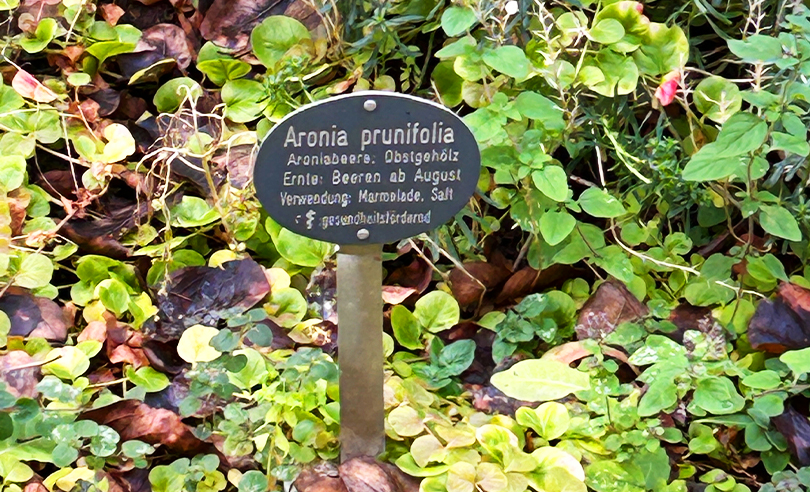 Aronia prunifolia
Aroniabeere, Obstgehölz
Ernte: Beeren ab August
Verwendung: Marmelade, Saft
gesundheitsfördernd